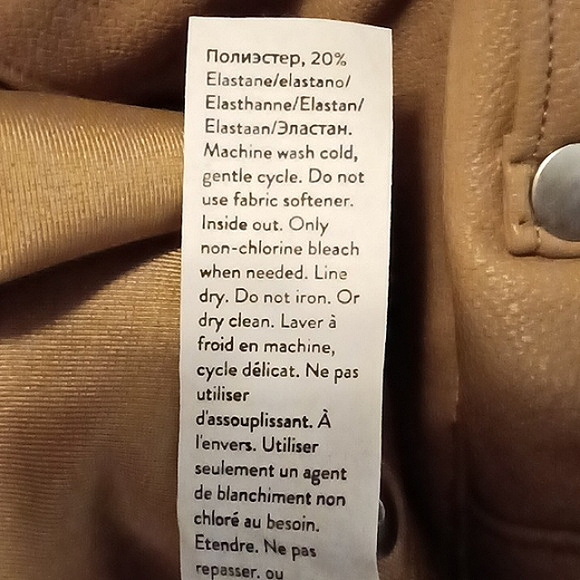 Полиэстер, 20%
Elastane/elastano/
Elasthanne/Elastan/
Elastaan/Эластан.
Machine wash cold,
gentle cycle. Do not
use fabric softener.
Inside out. Only
non-chlorine bleach
when needed. Line
dry. Do not iron. Or
dry clean. Laver à
froid en machine,
cycle délicat. Ne pas
utiliser
d'assouplissant. À
l'envers. Utiliser
seulement un agent
de blanchiment non
chloré au besoin.
Etendre. Ne pas
repasser. ou